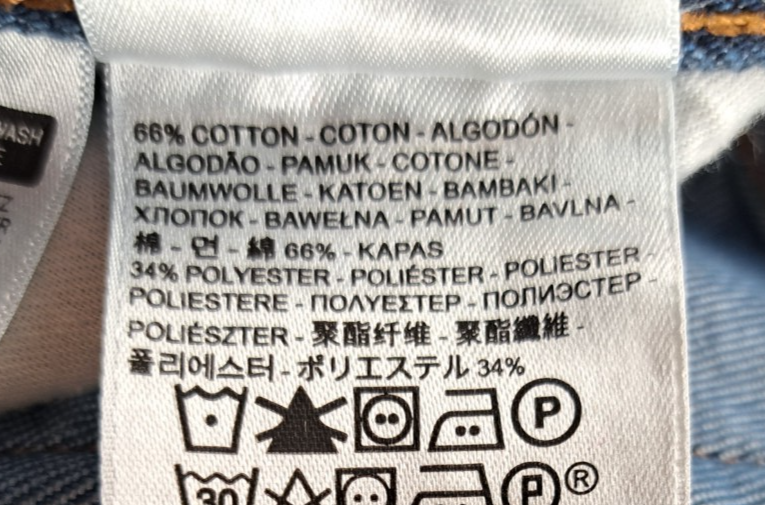 66% COTTON - COTON - ALGODÓN -
ALGODÃO - PAMUK - COTONE -
BAUMWOLLE - KATOEN - BAMBAKI -
ХЛОПОК - BAWEŁNA - PAMUT - BAVLNA -
棉 - 면 - 綿 66% - KAPAS
34% POLYESTER - POLIÉSTER - POLIESTER -
POLIESTERE - ΠΟΛΥΕΣΤΕΡ - ПОЛИЭСТЕР -
POLIÉSZTER - 聚酯纤维 - 聚酯纖維 -
폴리에스터 - ポリエステル 34%
P
30 P ®